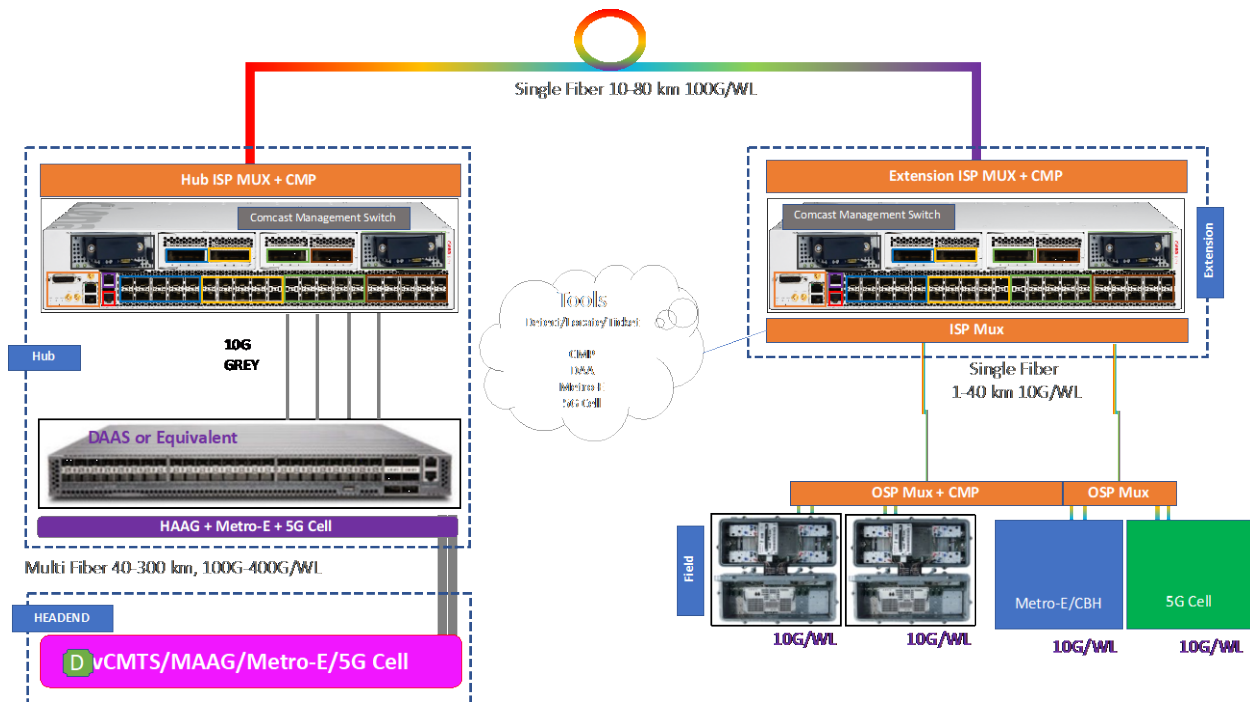 Single Fiber 10-80 km 100G/WL
Hub ISP MUX + CMP
Comcast Management Switch
10G
GREY
Hub
DAAS or Equivalent
HAAG + Metro-E + 5G Cell
Multi Fiber 40-300 km, 100G-400G/WL
HEADEND
D vCMTS/MAAG/Metro-E/5G Cell
Tools
Detect/Locate/Ticket
CMP
DAA
Metro E
5G Cell
Extension ISP MUX + CMP
Comcast Management Switch
Extension
ISP Mux
Single Fiber
1-40 km 10G/WL
OSP Mux + CMP
OSP Mux
Field
Metro-E/CBH
5G Cell
10G/WL
10G/WL
10G/WL
10G/WL